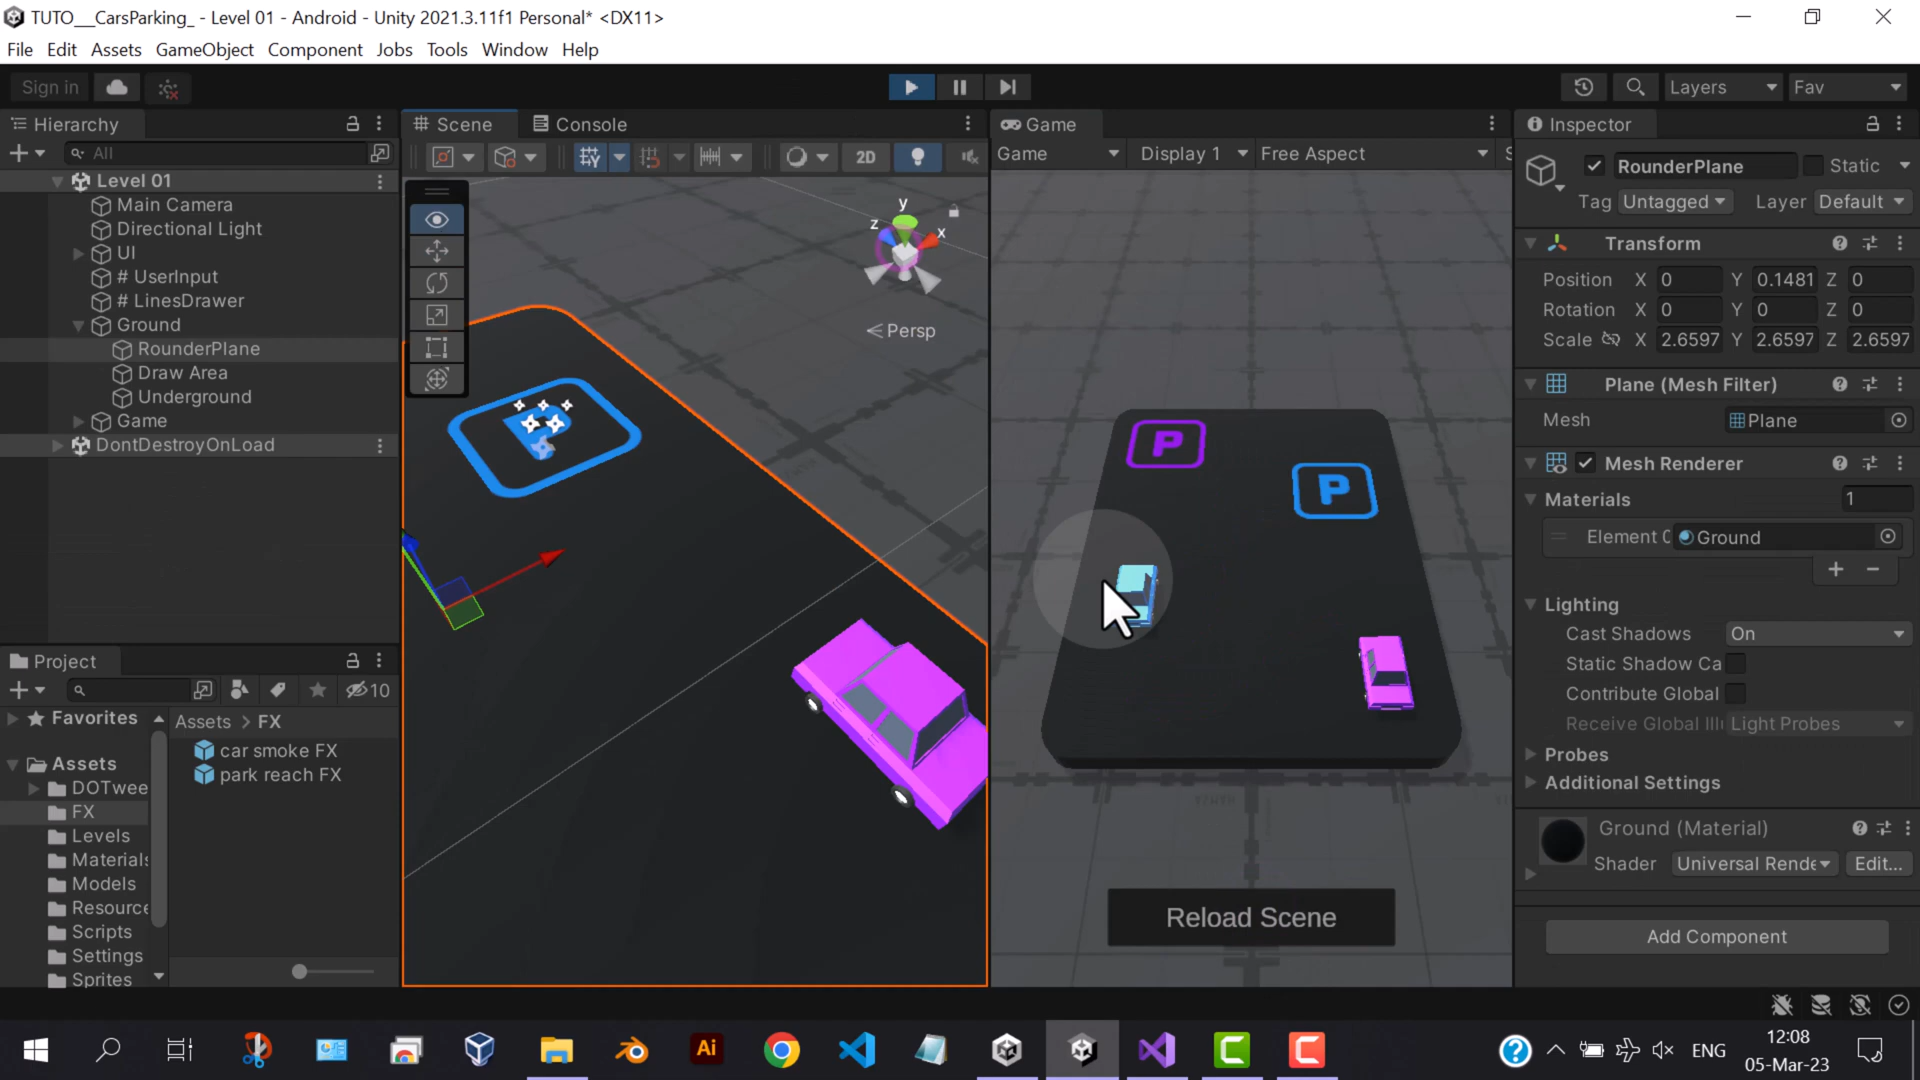 TUTO__CarsParking_ - Level 01 - Android - Unity 2021.3.11f1 Personal* <DX11>
File Edit Assets GameObject Component Jobs Tools Window Help
Sign in
Layers
Fav
Hierarchy
All
Level 01
Main Camera
Directional Light
UI
# UserInput
# LinesDrawer
Ground
RounderPlane
Draw Area
Underground
Game
DontDestroyOnLoad
Project
10
Favorites
Assets
DOTwee
FX
Levels
Materials
Models
Resource
Scripts
Settings
Sprites
Assets > FX
car smoke FX
park reach FX
Scene
Console
2D
y
z
x
Persp
P
Game
Game
Display 1
Free Aspect
S
P
P
Reload Scene
Inspector
RounderPlane
Static
Tag Untagged Layer Default
Transform
Position X 0 Y 0.1481 Z 0
Rotation X 0 Y 0 Z 0
Scale X 2.6597 Y 2.6597 Z 2.6597
Plane (Mesh Filter)
Mesh Plane
Mesh Renderer
Materials 1
Element 0 Ground
+ −
Lighting
Cast Shadows On
Static Shadow Ca
Contribute Global
Receive Global Illu Light Probes
Probes
Additional Settings
Ground (Material)
Shader Universal Rende Edit...
Add Component
Ai
ENG
12:08
05-Mar-23